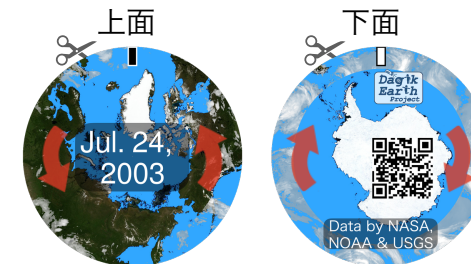 上面
下面
Dagik
Earth
Project
Jul. 24,
2003
Data by NASA,
NOAA & USGS